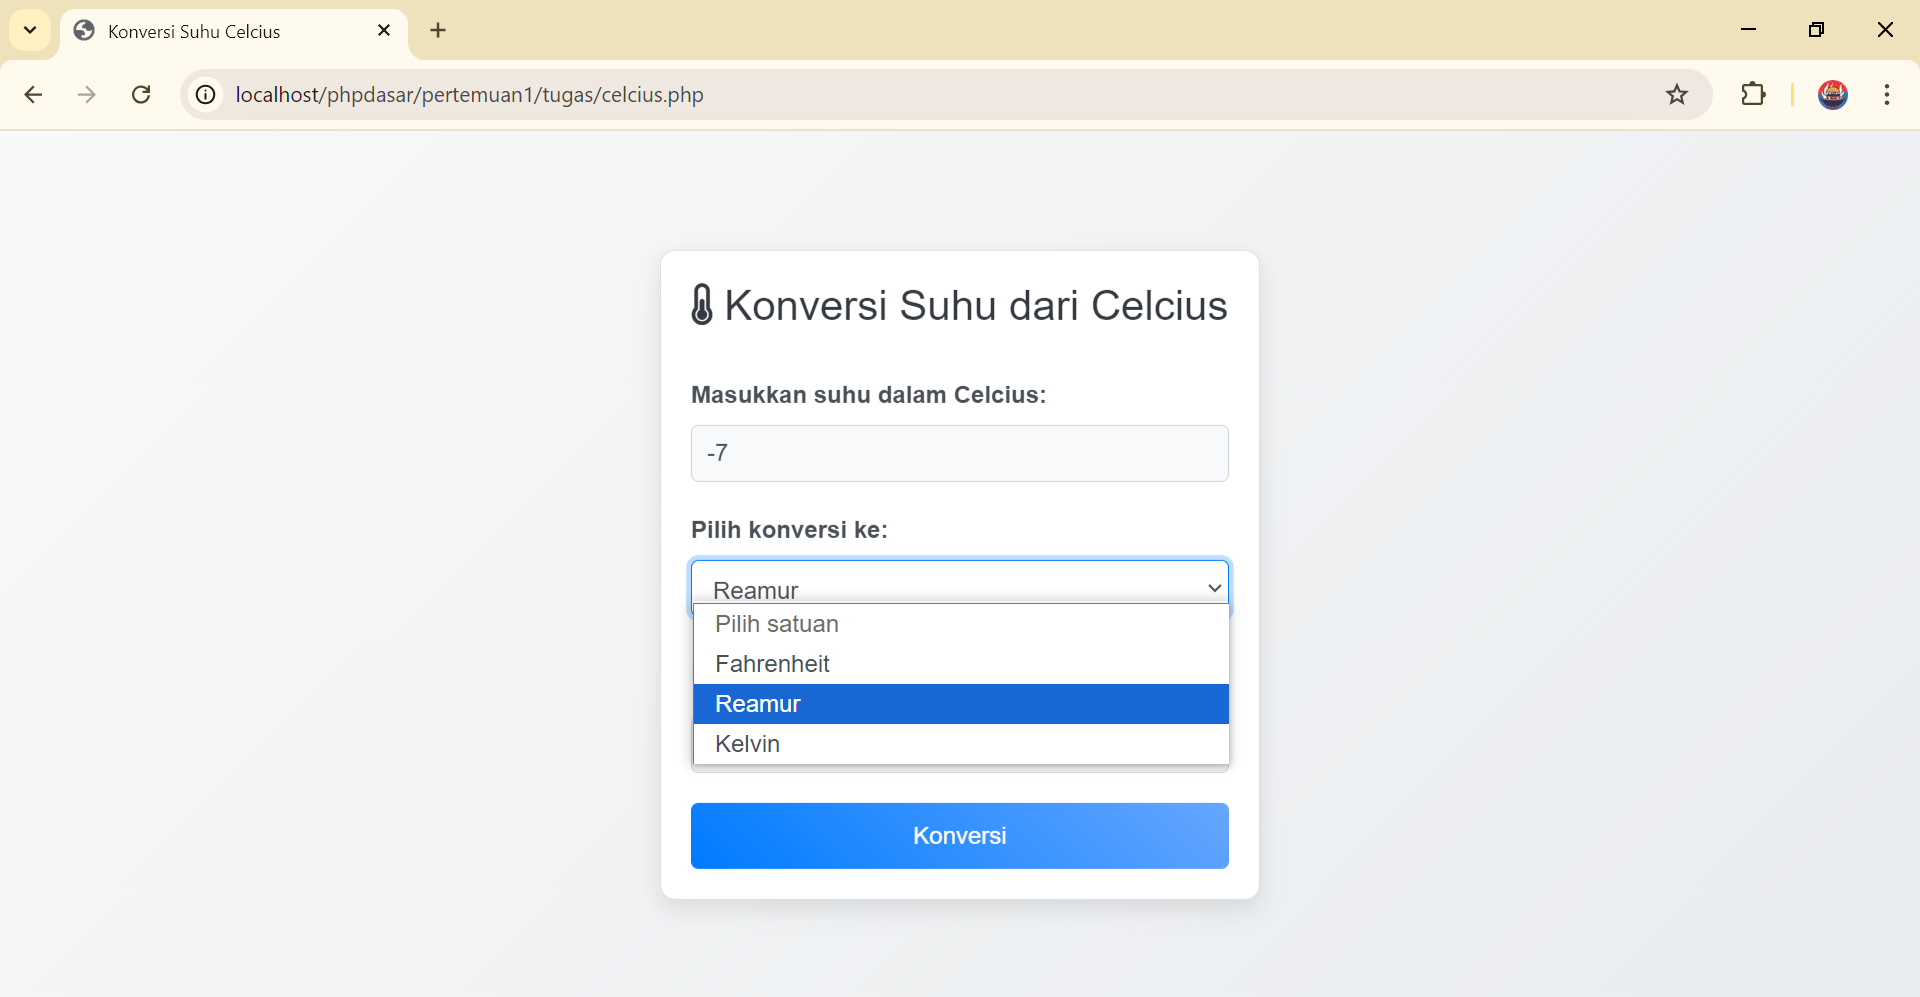 Konversi Suhu Celcius
localhost/phpdasar/pertemuan1/tugas/celcius.php
Konversi Suhu dari Celcius
Masukkan suhu dalam Celcius:
-7
Pilih konversi ke:
Reamur
Pilih satuan
Fahrenheit
Reamur
Kelvin
Konversi